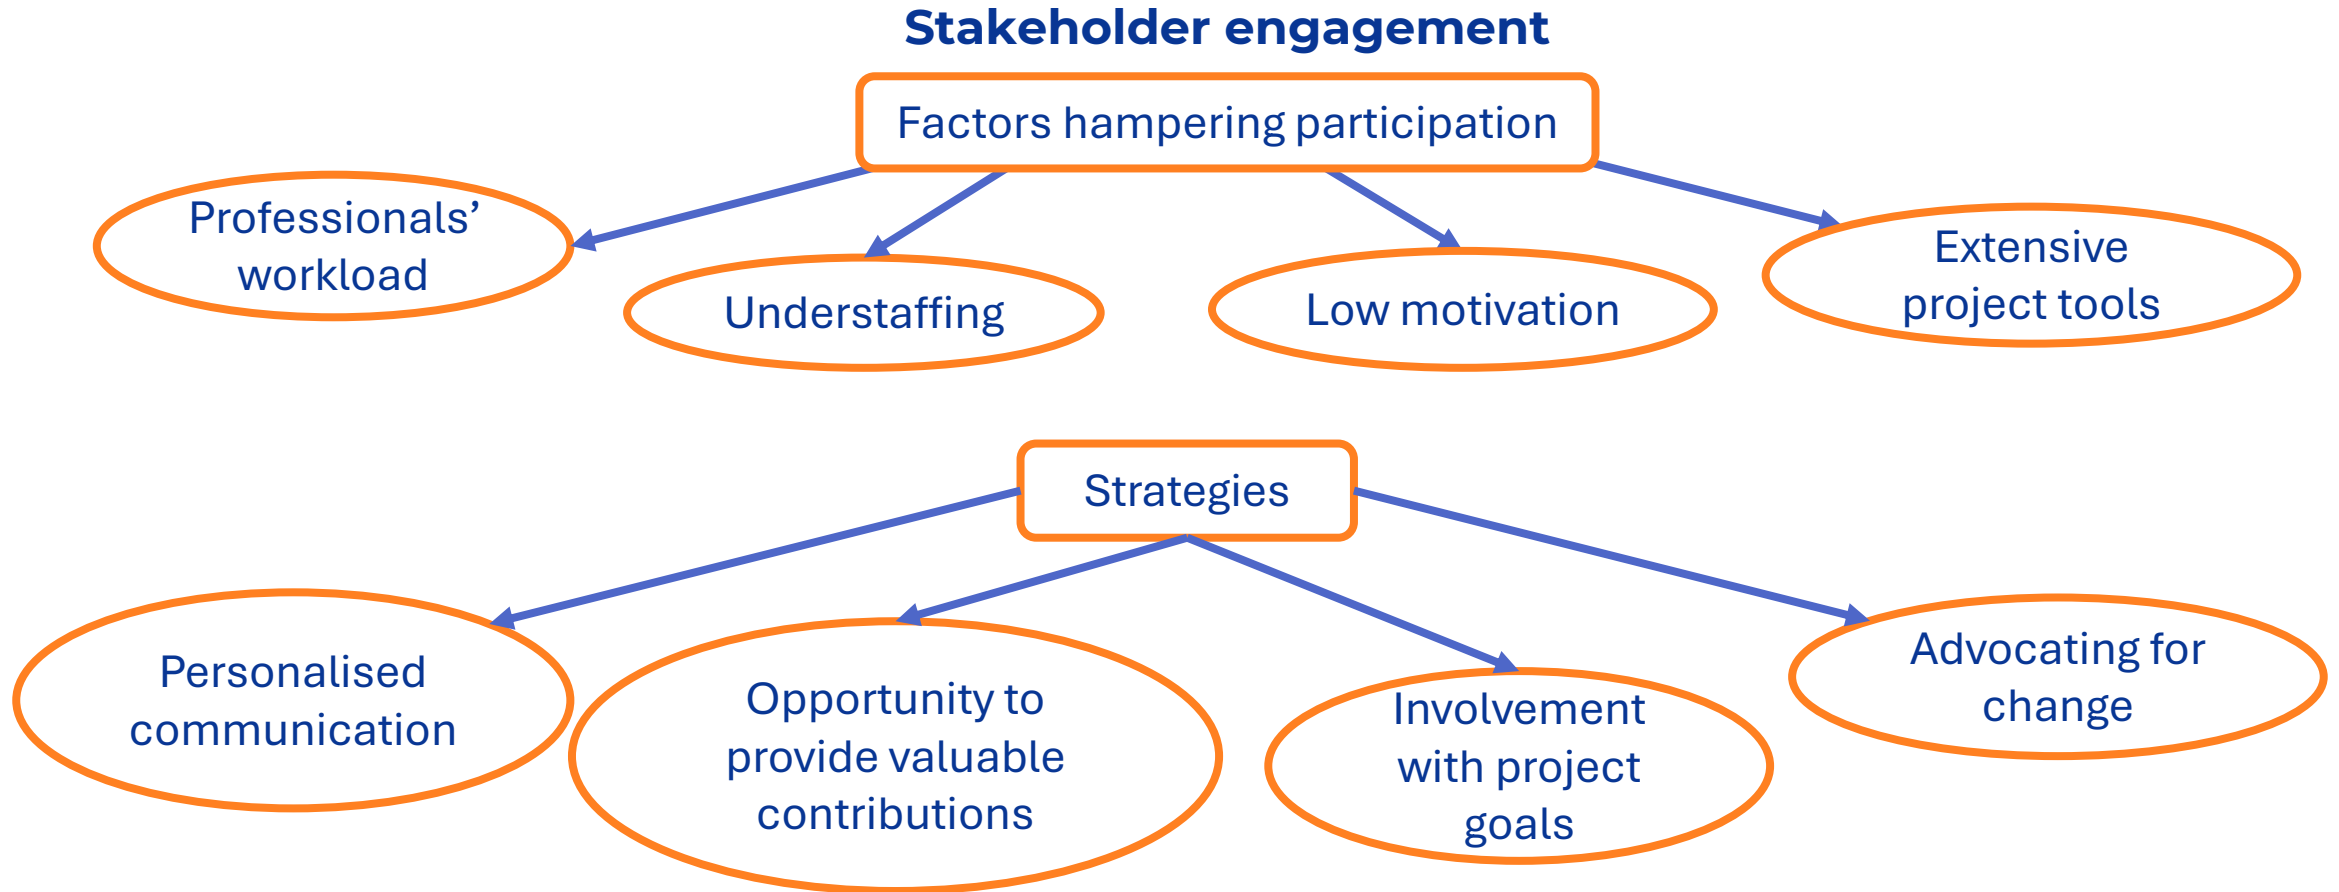 Stakeholder engagement
Factors hampering participation
Professionals’
workload
Understaffing
Low motivation
Extensive
project tools
Strategies
Personalised
communication
Opportunity to
provide valuable
contributions
Involvement
with project
goals
Advocating for
change